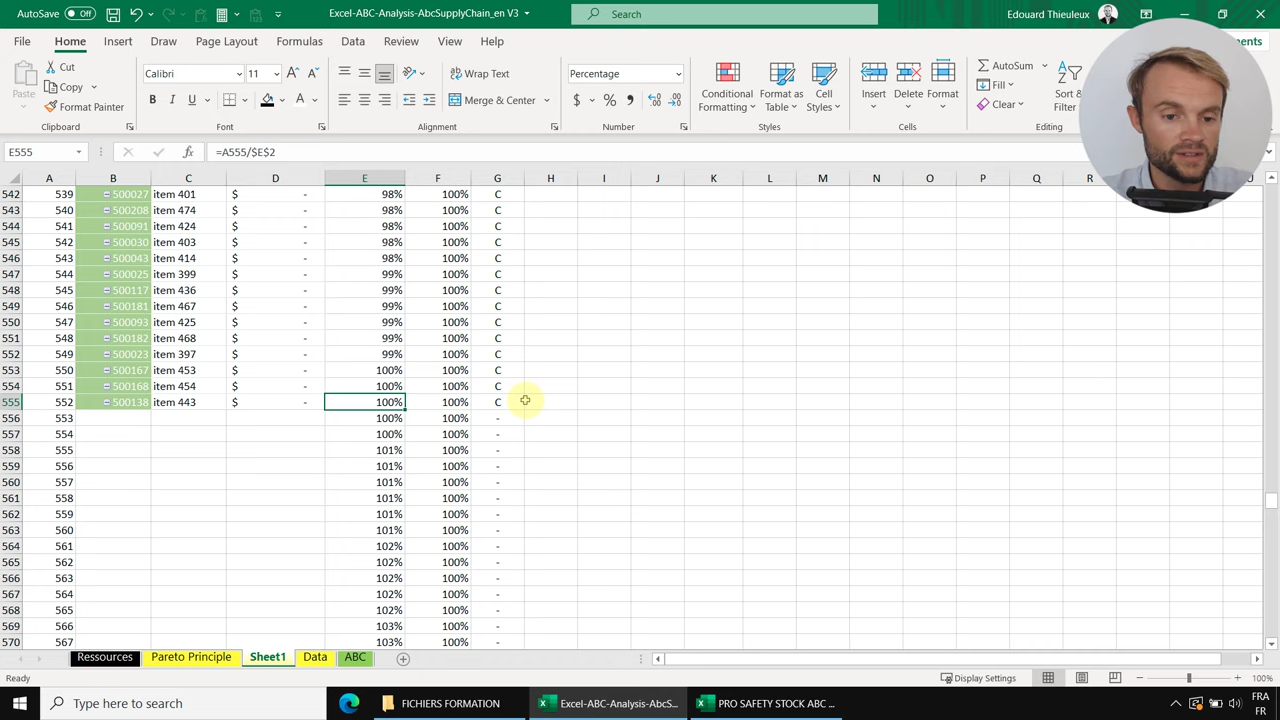 AutoSave Off Excel-ABC-Analysis-AbcSupplyChain_en V3 Search Edouard Thieuleux
File Home Insert Draw Page Layout Formulas Data Review View Help ments
Paste Cut Copy Format Painter Clipboard
Calibri 11 B I U Font
Wrap Text Merge & Center Alignment
Percentage $ % Number
Conditional Formatting Format as Table Cell Styles Styles
Insert Delete Format Cells
AutoSum Fill Clear Sort & Filter Editing
E555 fx =A555/$E$2
A B C D E F G H I J K L M N O P Q R
542 539 500027 item 401 $ - 98% 100% C
543 540 500208 item 474 $ - 98% 100% C
544 541 500091 item 424 $ - 98% 100% C
545 542 500030 item 403 $ - 98% 100% C
546 543 500043 item 414 $ - 98% 100% C
547 544 500025 item 399 $ - 99% 100% C
548 545 500117 item 436 $ - 99% 100% C
549 546 500181 item 467 $ - 99% 100% C
550 547 500093 item 425 $ - 99% 100% C
551 548 500182 item 468 $ - 99% 100% C
552 549 500023 item 397 $ - 99% 100% C
553 550 500167 item 453 $ - 100% 100% C
554 551 500168 item 454 $ - 100% 100% C
555 552 500138 item 443 $ - 100% 100% C
556 553 100% 100% -
557 554 100% 100% -
558 555 101% 100% -
559 556 101% 100% -
560 557 101% 100% -
561 558 101% 100% -
562 559 101% 100% -
563 560 101% 100% -
564 561 102% 100% -
565 562 102% 100% -
566 563 102% 100% -
567 564 102% 100% -
568 565 102% 100% -
569 566 103% 100% -
570 567 103% 100% -
Ressources Pareto Principle Sheet1 Data ABC
Ready Display Settings 100%
Type here to search FICHIERS FORMATION Excel-ABC-Analysis-AbcS... PRO SAFETY STOCK ABC ... FRA
FR